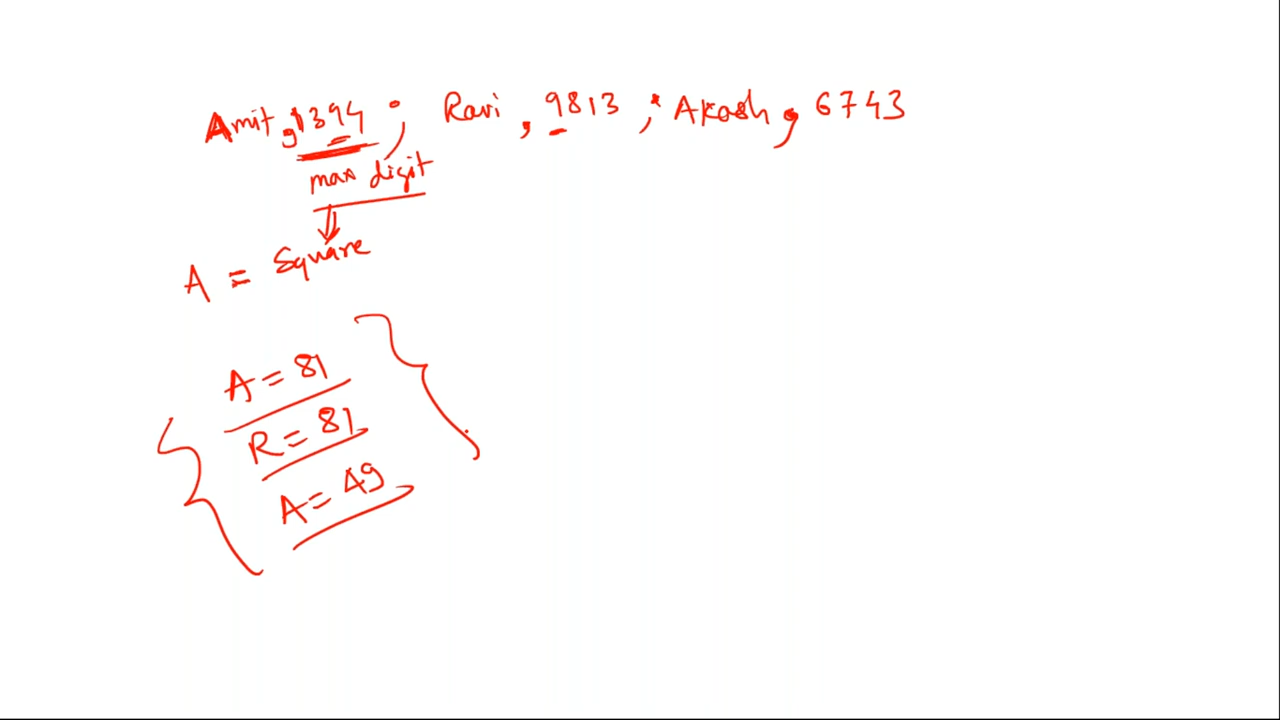 Amit,1394 ; Ravi , 9813 ; Akash , 6743
max digit
A = Square
A = 81
R = 81
A = 49